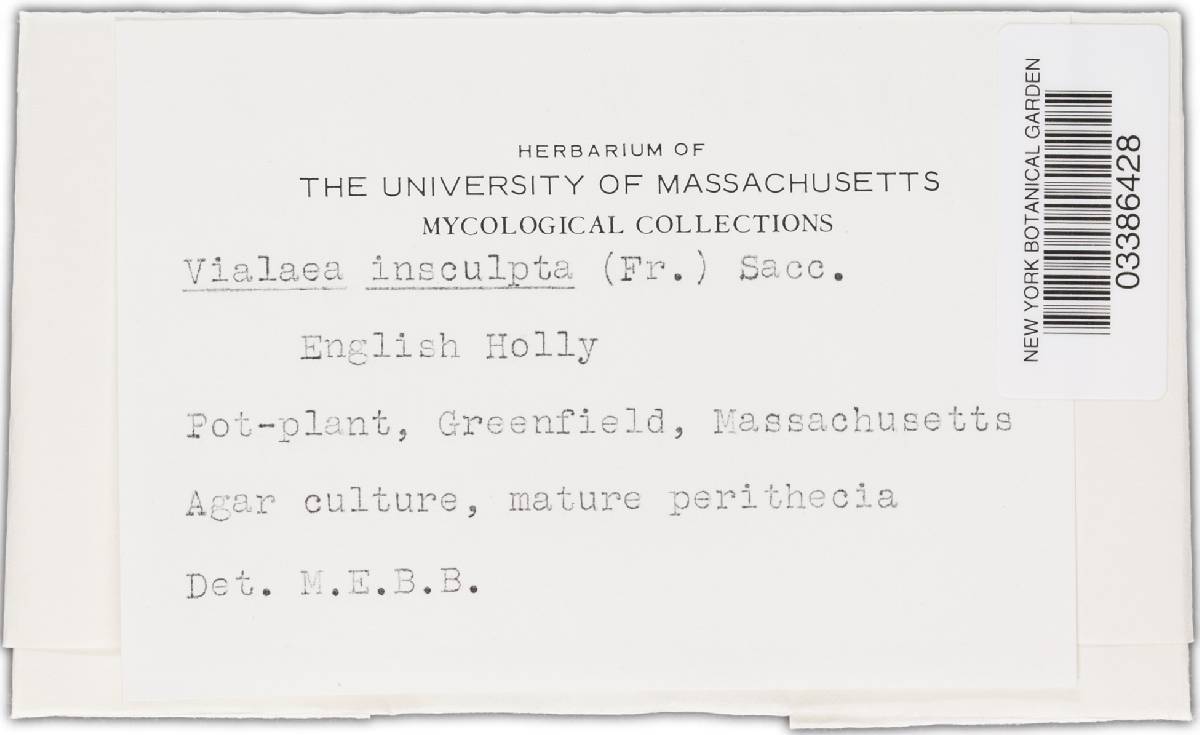 HERBARIUM OF
THE UNIVERSITY OF MASSACHUSETTS
MYCOLOGICAL COLLECTIONS
Vialaea insculpta (Fr.) Sacc.
English Holly
Pot-plant, Greenfield, Massachusetts
Agar culture, mature perithecia
Det. M.E.B.B.
NEW YORK BOTANICAL GARDEN
03386428